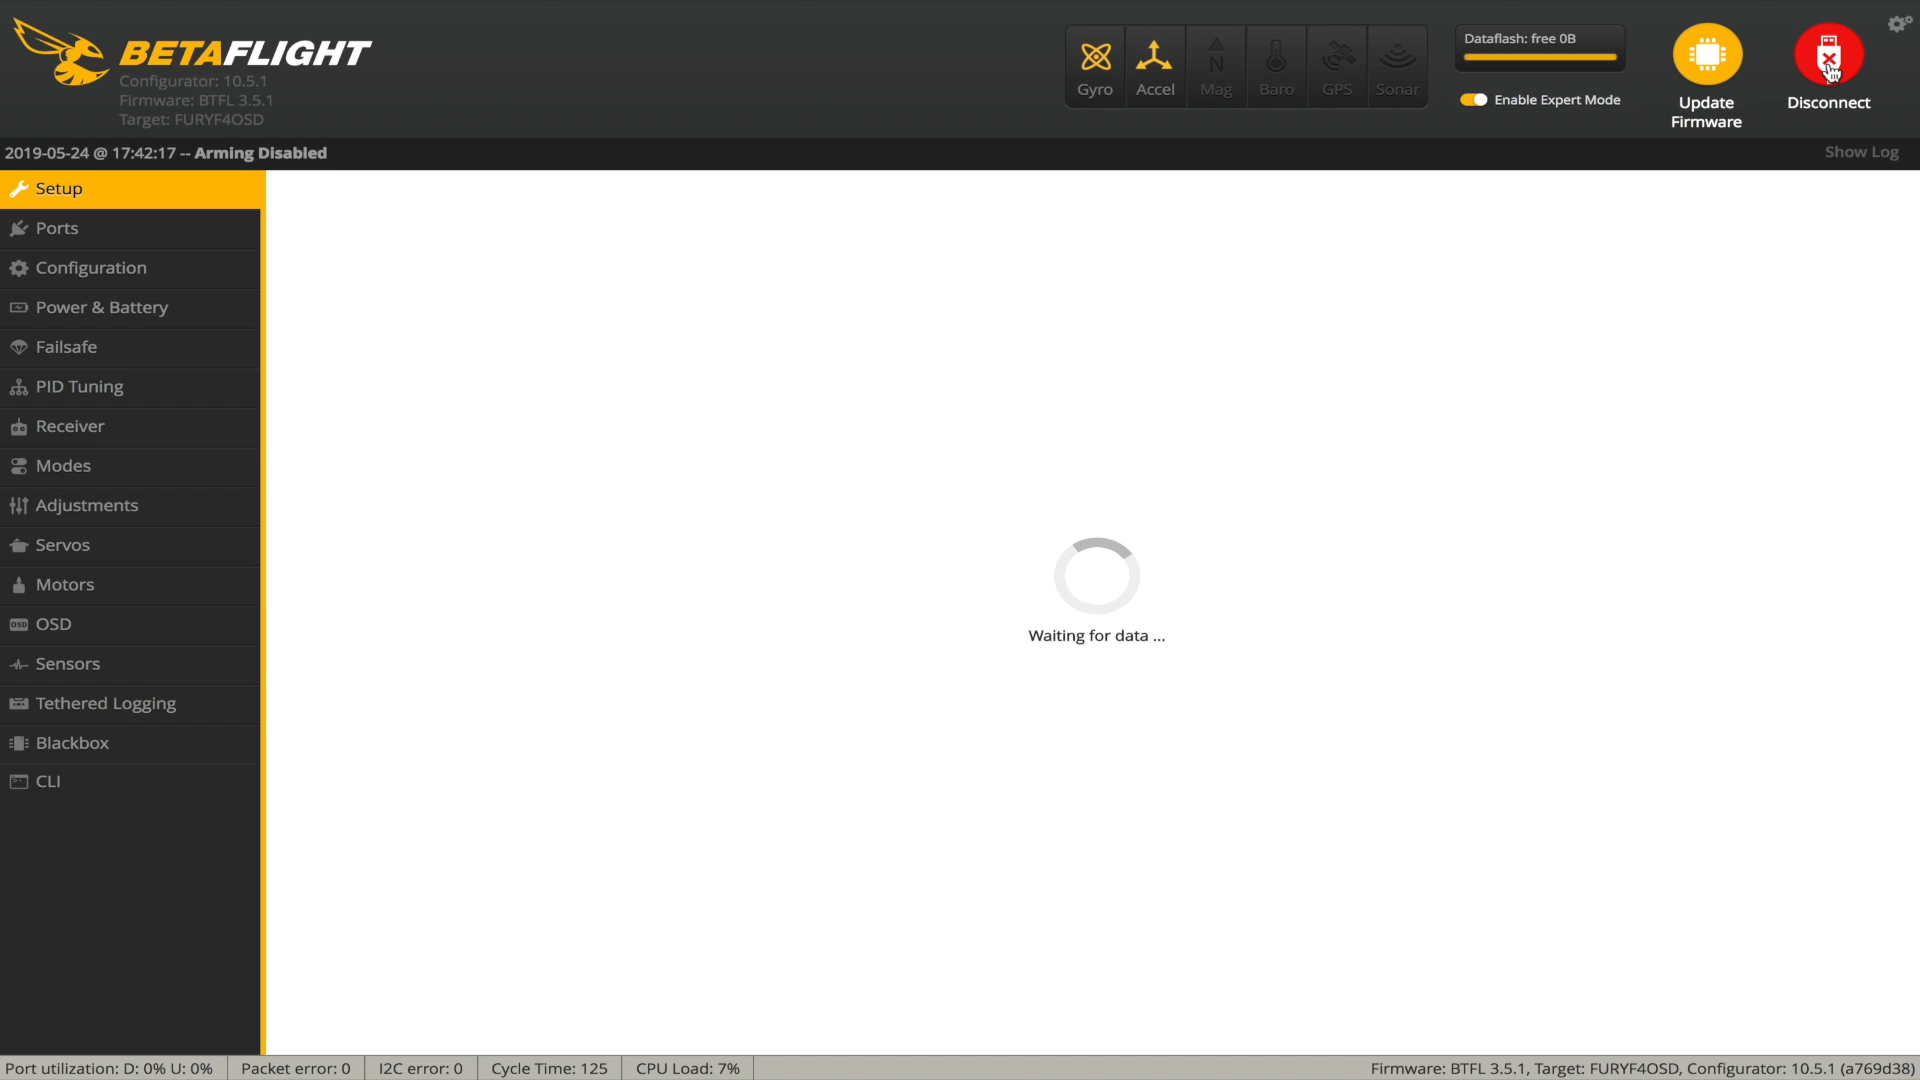 BETAFLIGHT
Configurator: 10.5.1
Firmware: BTFL 3.5.1
Target: FURYF4OSD
Gyro
Accel
N
Mag
Baro
GPS
Sonar
Dataflash: free 0B
Enable Expert Mode
Update
Firmware
Disconnect
2019-05-24 @ 17:42:17 -- Arming Disabled
Show Log
Setup
Ports
Configuration
Power & Battery
Failsafe
PID Tuning
Receiver
Modes
Adjustments
Servos
Motors
OSD
OSD
Sensors
Tethered Logging
Blackbox
CLI
Waiting for data ...
Port utilization: D: 0% U: 0%
Packet error: 0
I2C error: 0
Cycle Time: 125
CPU Load: 7%
Firmware: BTFL 3.5.1, Target: FURYF4OSD, Configurator: 10.5.1 (a769d38)